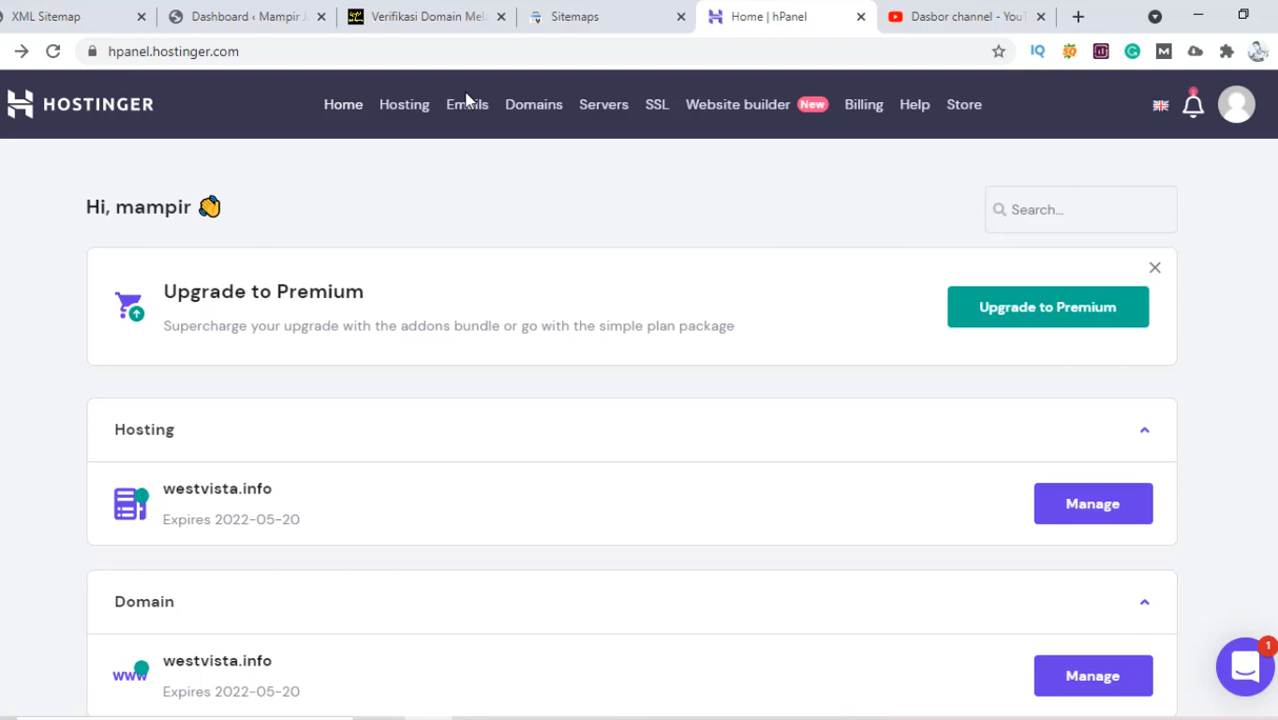 XML Sitemap
Dashboard ‹ Mampir J
Verifikasi Domain Mel
Sitemaps
Home | hPanel
Dasbor channel - YouT
hpanel.hostinger.com
HOSTINGER
Home
Hosting
Emails
Domains
Servers
SSL
Website builder New
Billing
Help
Store
Hi, mampir 👏
Search...
Upgrade to Premium
Supercharge your upgrade with the addons bundle or go with the simple plan package
Upgrade to Premium
Hosting
westvista.info
Expires 2022-05-20
Manage
Domain
www
westvista.info
Expires 2022-05-20
Manage
1